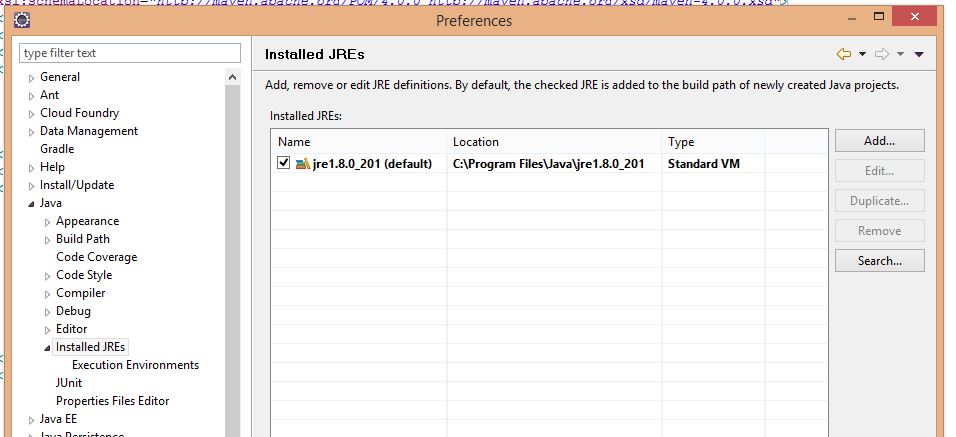 xsi:schemaLocation="http://maven.apache.org/POM/4.0.0 http://maven.apache.org/xsd/maven-4.0.0.xsd">
Preferences
type filter text
General
Ant
Cloud Foundry
Data Management
Gradle
Help
Install/Update
Java
Appearance
Build Path
Code Coverage
Code Style
Compiler
Debug
Editor
Installed JREs
Execution Environments
JUnit
Properties Files Editor
Java EE
Java Persistence
Installed JREs
Add, remove or edit JRE definitions. By default, the checked JRE is added to the build path of newly created Java projects.
Installed JREs:
Name Location Type
jre1.8.0_201 (default) C:\Program Files\Java\jre1.8.0_201 Standard VM
Add...
Edit...
Duplicate...
Remove
Search...